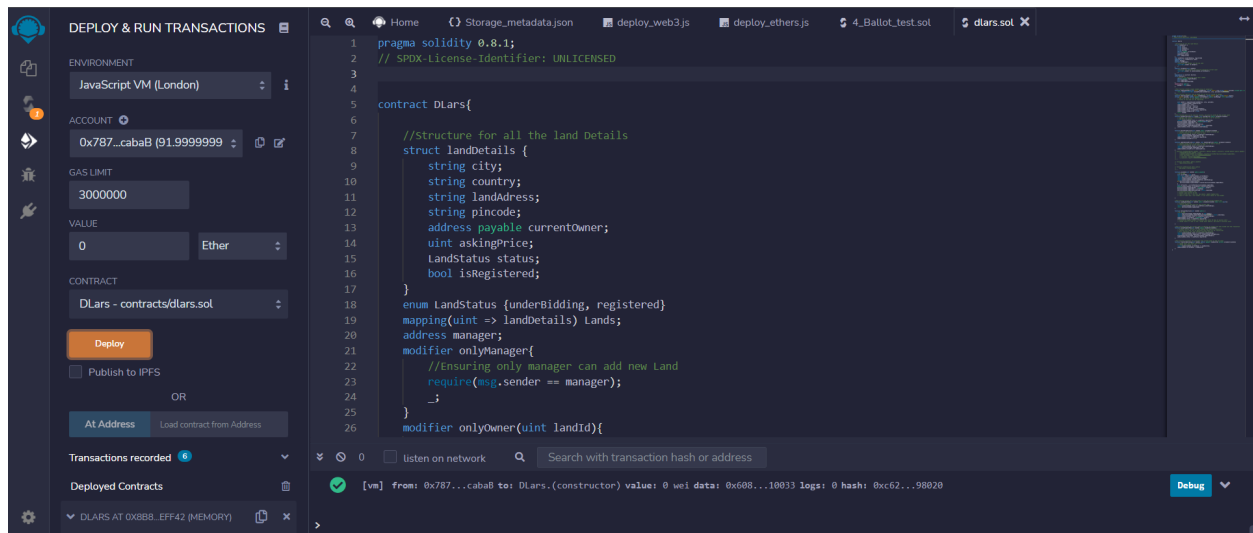 DEPLOY & RUN TRANSACTIONS
ENVIRONMENT
JavaScript VM (London)
i
ACCOUNT
0x787...cabaB (91.9999999
GAS LIMIT
3000000
VALUE
0 Ether
CONTRACT
DLars - contracts/dlars.sol
Deploy
Publish to IPFS
OR
At Address Load contract from Address
Transactions recorded 6
Deployed Contracts
DLARS AT 0X8B8...EFF42 (MEMORY)
1
Home Storage_metadata.json deploy_web3.js deploy_ethers.js 4_Ballot_test.sol dlars.sol
1 pragma solidity 0.8.1;
2 // SPDX-License-Identifier: UNLICENSED
3
4
5 contract DLars{
6
7 //Structure for all the land Details
8 struct landDetails {
9 string city;
10 string country;
11 string landAdress;
12 string pincode;
13 address payable currentOwner;
14 uint askingPrice;
15 LandStatus status;
16 bool isRegistered;
17 }
18 enum LandStatus {underBidding, registered}
19 mapping(uint => landDetails) Lands;
20 address manager;
21 modifier onlyManager{
22 //Ensuring only manager can add new Land
23 require(msg.sender == manager);
24 _;
25 }
26 modifier onlyOwner(uint landId){
0 listen on network Search with transaction hash or address
[vm] from: 0x787...cabaB to: DLars.(constructor) value: 0 wei data: 0x608...10033 logs: 0 hash: 0xc62...98020 Debug
>